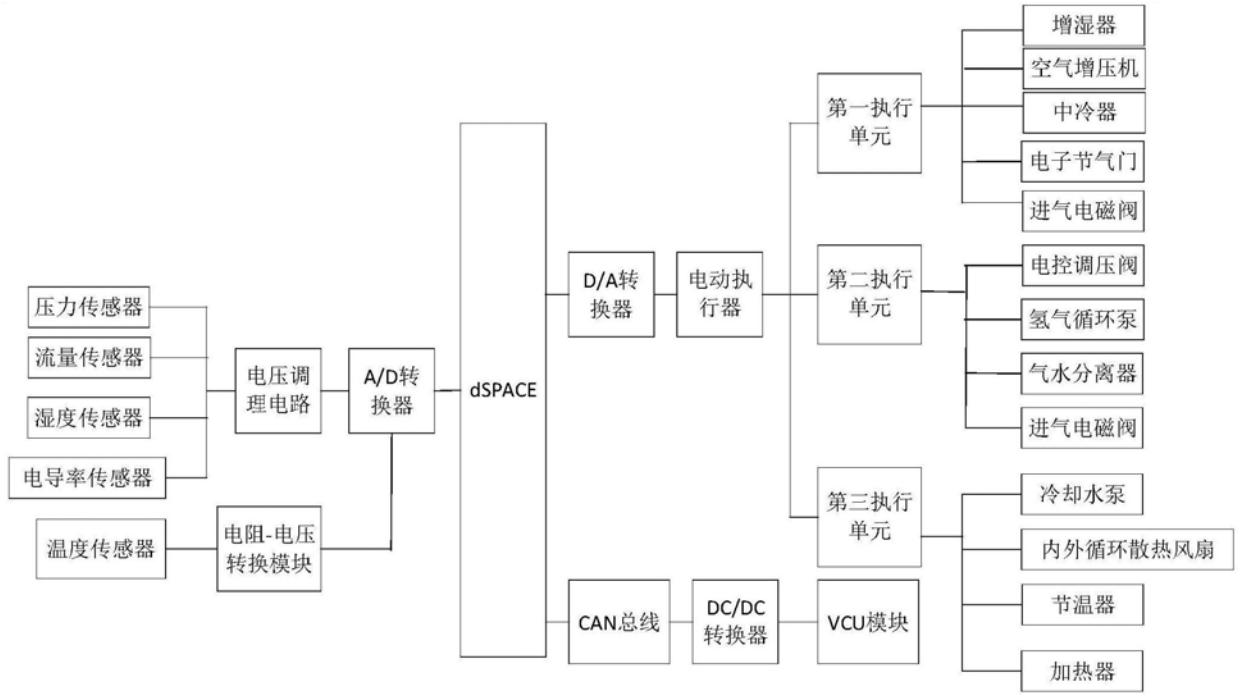 增湿器
空气增压机
中冷器
电子节气门
进气电磁阀
第一执行
单元
电控调压阀
氢气循环泵
气水分离器
进气电磁阀
第二执行
单元
D/A转
换器
电动执
行器
压力传感器
流量传感器
湿度传感器
电导率传感器
温度传感器
电压调
理电路
A/D转
换器
电阻-电压
转换模块
dSPACE
第三执行
单元
冷却水泵
内外循环散热风扇
节温器
加热器
CAN总线
DC/DC
转换器
VCU模块